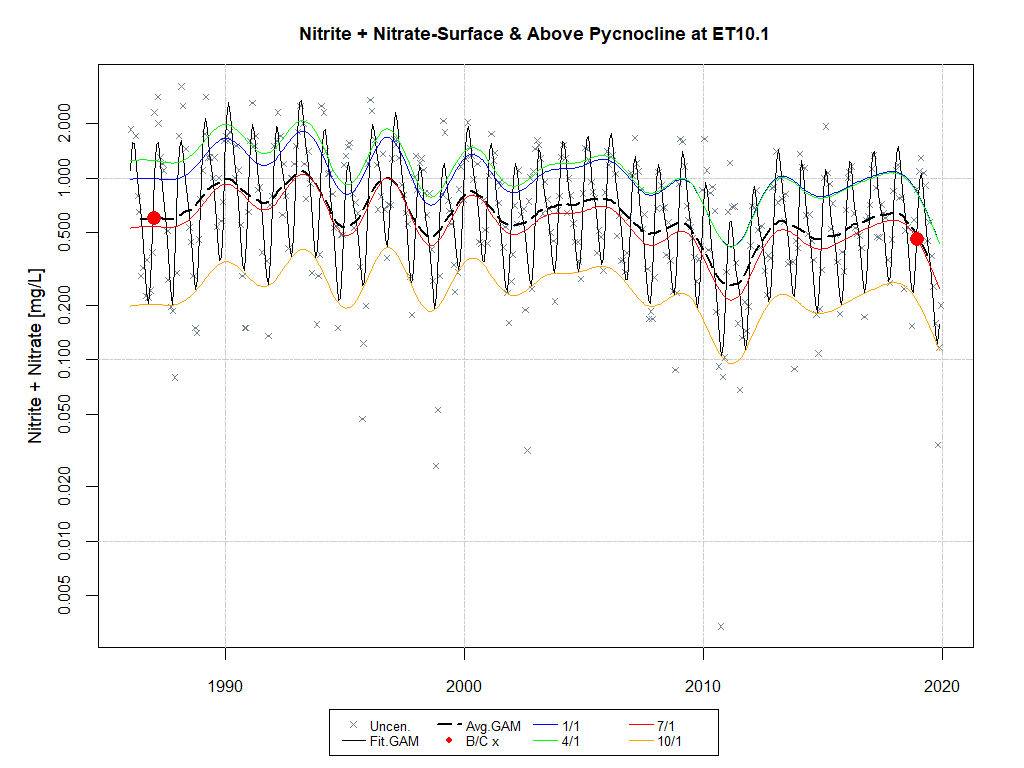 Nitrite + Nitrate-Surface & Above Pycnocline at ET10.1
Nitrite + Nitrate [mg/L]
2.000
1.000
0.500
0.200
0.100
0.050
0.020
0.010
0.005
1990 2000 2010 2020
Uncen. Avg.GAM 1/1 7/1
Fit.GAM B/C x 4/1 10/1